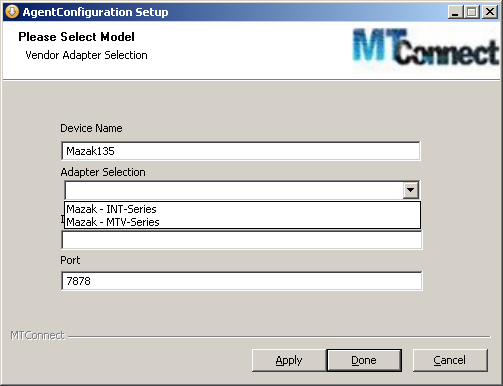 AgentConfiguration Setup
Please Select Model
Vendor Adapter Selection
MTConnect
Device Name
Mazak135
Adapter Selection
Mazak - INT-Series
Mazak - MTV-Series
Port
7878
MTConnect
Apply
Done
Cancel